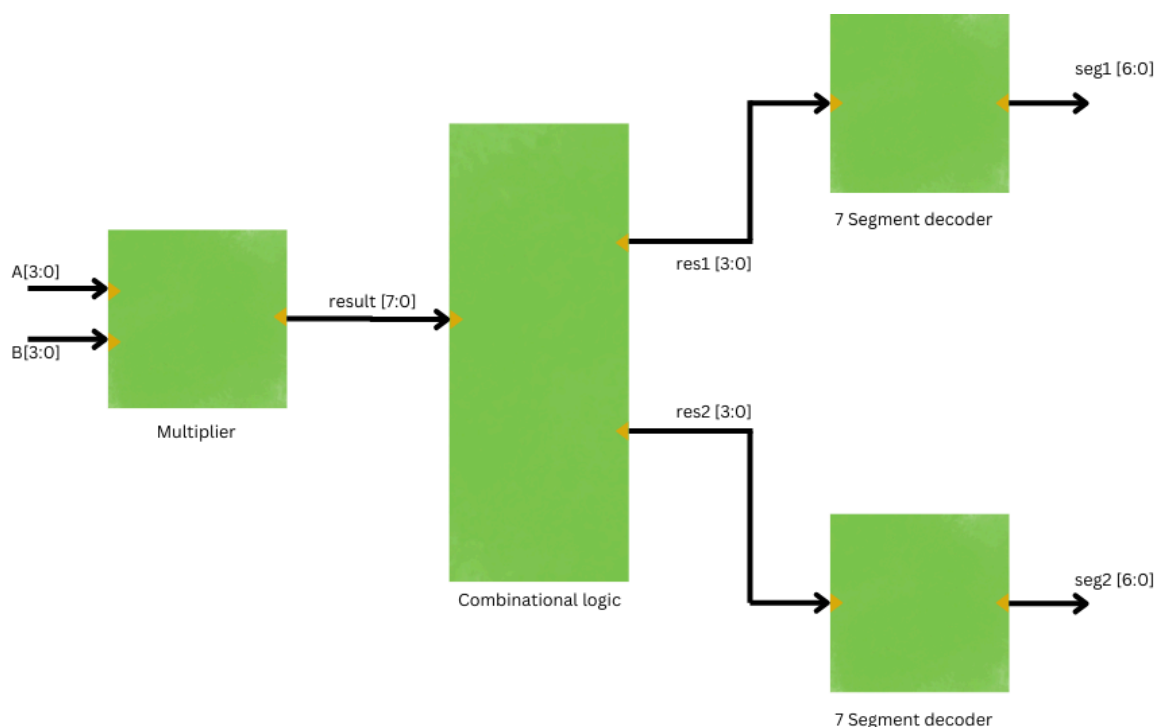 seg1 [6:0]
7 Segment decoder
A[3:0]
B[3:0]
Multiplier
result [7:0]
Combinational logic
res1 [3:0]
res2 [3:0]
seg2 [6:0]
7 Segment decoder